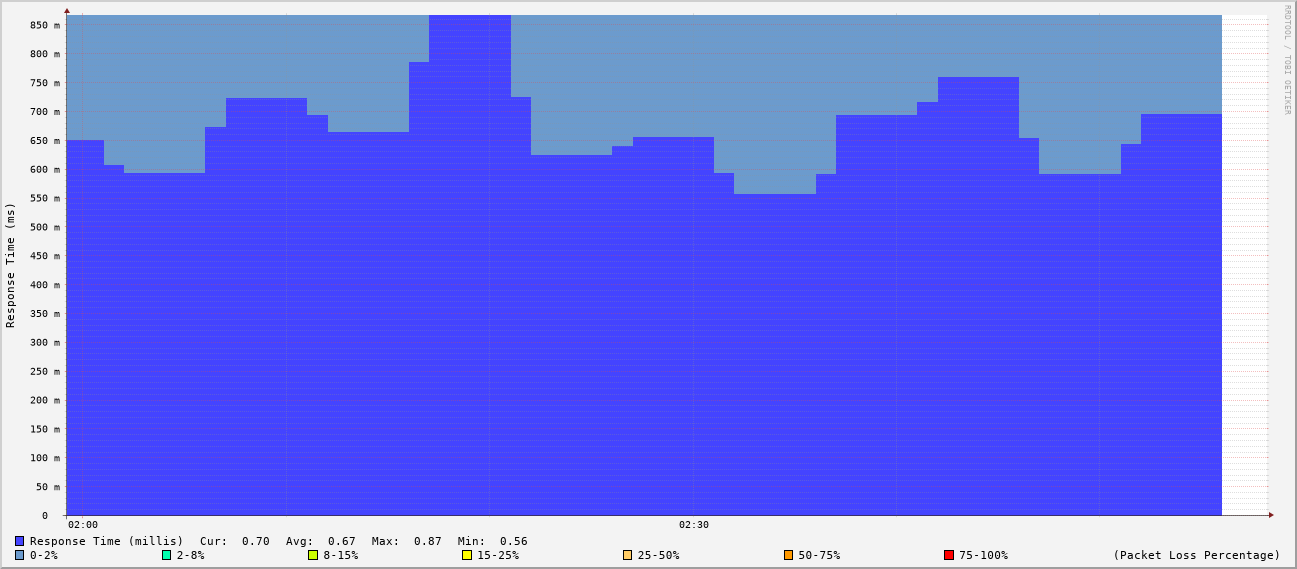 RRDTOOL / TOBI OETIKER
Response Time (ms)
850 m
800 m
750 m
700 m
650 m
600 m
550 m
500 m
450 m
400 m
350 m
300 m
250 m
200 m
150 m
100 m
50 m
0
02:00 02:30
Response Time (millis) Cur: 0.70 Avg: 0.67 Max: 0.87 Min: 0.56
0-2% 2-8% 8-15% 15-25% 25-50% 50-75% 75-100% (Packet Loss Percentage)